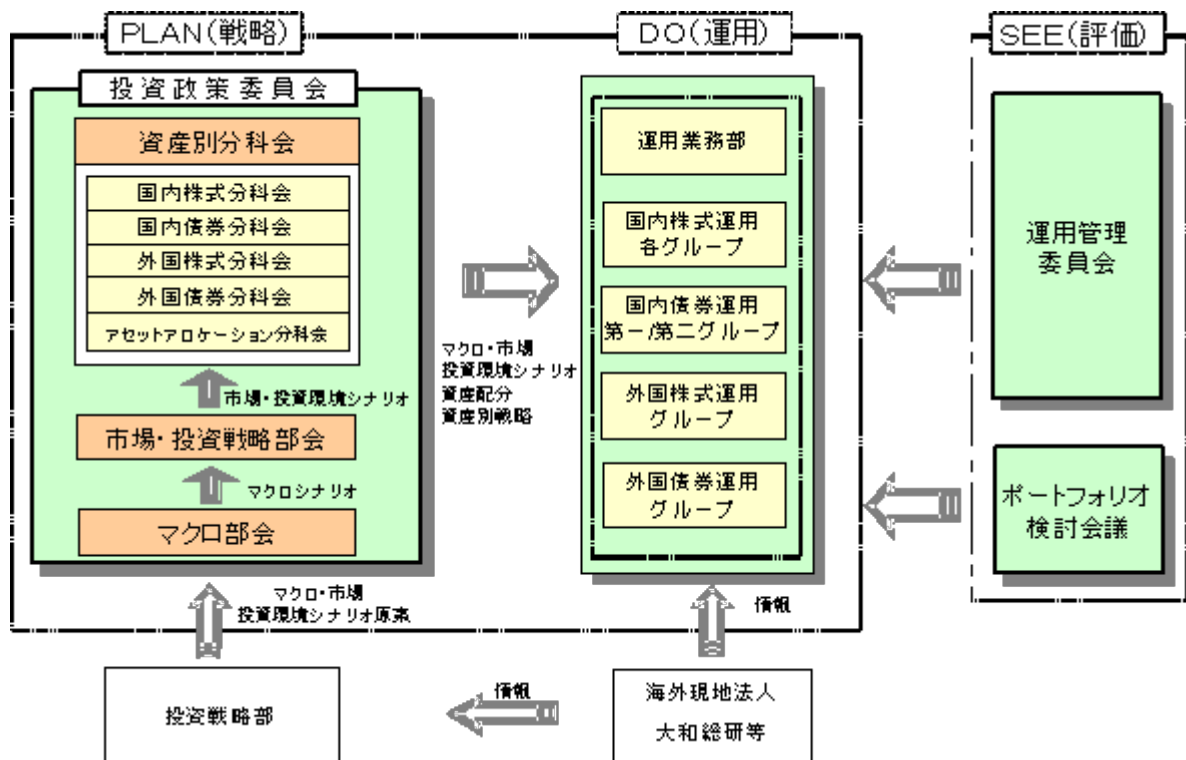 PLAN(戦略)
投資政策委員会
資産別分科会
国内株式分科会
国内債券分科会
外国株式分科会
外国債券分科会
アセットアロケーション分科会
市場・投資環境シナリオ
市場・投資戦略部会
マクロシナリオ
マクロ部会
マクロ・市場
投資環境シナリオ
資産配分
資産別戦略
DO(運用)
運用業務部
国内株式運用
各グループ
国内債券運用
第一/第二グループ
外国株式運用
グループ
外国債券運用
グループ
SEE(評価)
運用管理
委員会
ポートフォリオ
検討会議
マクロ・市場
投資環境シナリオ原案
情報
投資戦略部
情報
海外現地法人
大和総研等